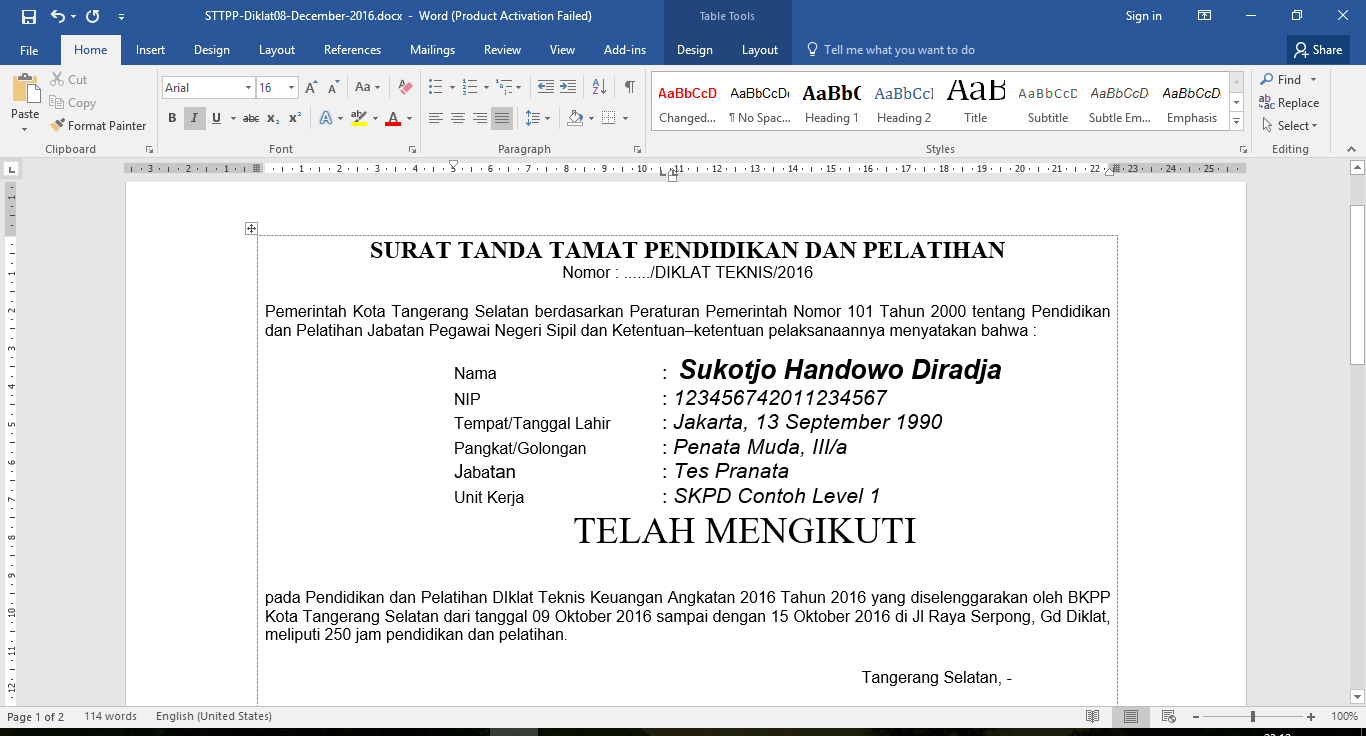 STTPP-Diklat08-December-2016.docx - Word (Product Activation Failed)
Table Tools
Sign in
File Home Insert Design Layout References Mailings Review View Add-ins Design Layout Tell me what you want to do Share
Paste
Cut
Copy
Format Painter
Clipboard
Arial 16
Font
Paragraph
AaBbCcD AaBbCcDc AaBbC AaBbCcI AaB AaBbCcD AaBbCcD AaBbCcD
Changed... ¶ No Spac... Heading 1 Heading 2 Title Subtitle Subtle Em... Emphasis
Styles
Find
Replace
Select
Editing
SURAT TANDA TAMAT PENDIDIKAN DAN PELATIHAN
Nomor : ....../DIKLAT TEKNIS/2016
Pemerintah Kota Tangerang Selatan berdasarkan Peraturan Pemerintah Nomor 101 Tahun 2000 tentang Pendidikan
dan Pelatihan Jabatan Pegawai Negeri Sipil dan Ketentuan–ketentuan pelaksanaannya menyatakan bahwa :
Nama : Sukotjo Handowo Diradja
NIP : 123456742011234567
Tempat/Tanggal Lahir : Jakarta, 13 September 1990
Pangkat/Golongan : Penata Muda, III/a
Jabatan : Tes Pranata
Unit Kerja : SKPD Contoh Level 1
TELAH MENGIKUTI
pada Pendidikan dan Pelatihan DIklat Teknis Keuangan Angkatan 2016 Tahun 2016 yang diselenggarakan oleh BKPP
Kota Tangerang Selatan dari tanggal 09 Oktober 2016 sampai dengan 15 Oktober 2016 di Jl Raya Serpong, Gd Diklat,
meliputi 250 jam pendidikan dan pelatihan.
Tangerang Selatan, -
Page 1 of 2 114 words English (United States) 100%